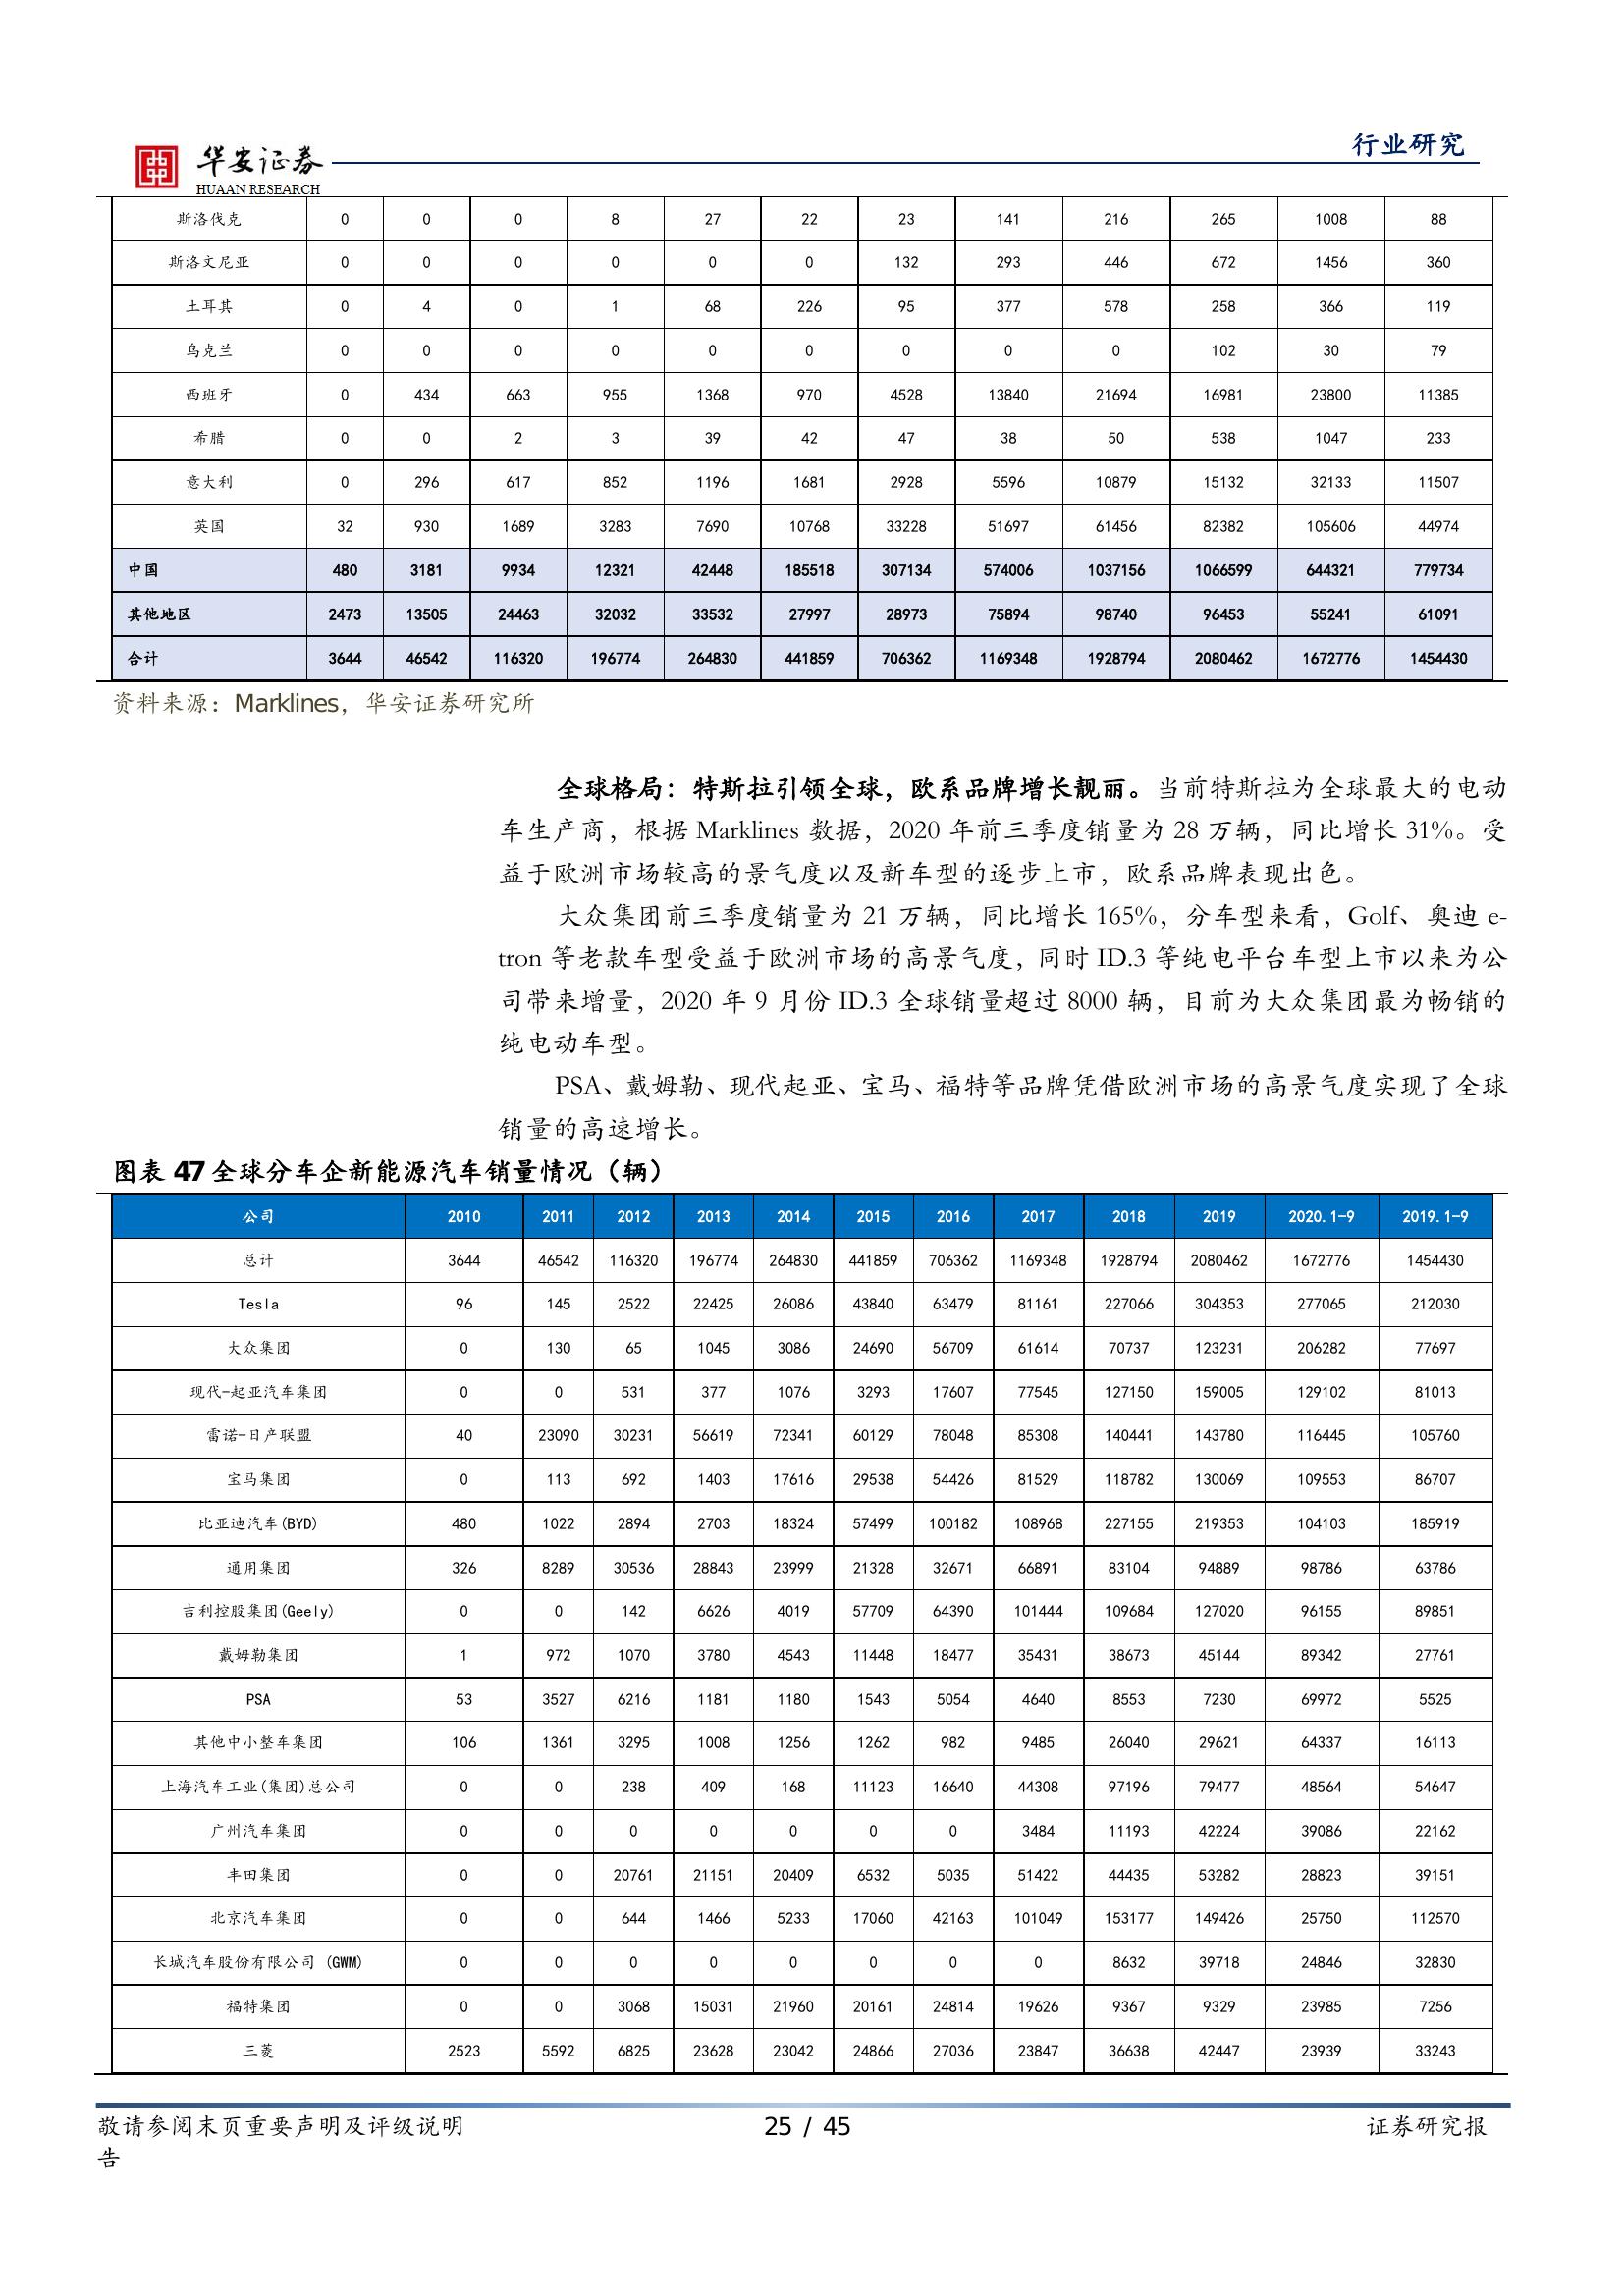 华安证券
HUAAN RESEARCH
行业研究
斯洛伐克 0 0 0 8 27 22 23 141 216 265 1008 88
斯洛文尼亚 0 0 0 0 0 0 132 293 446 672 1456 360
土耳其 0 4 0 1 68 226 95 377 578 258 366 119
乌克兰 0 0 0 0 0 0 0 0 0 102 30 79
西班牙 0 434 663 955 1368 970 4528 13840 21694 16981 23800 11385
希腊 0 0 2 3 39 42 47 38 50 538 1047 233
意大利 0 296 617 852 1196 1681 2928 5596 10879 15132 32133 11507
英国 32 930 1689 3283 7690 10768 33228 51697 61456 82382 105606 44974
中国 480 3181 9934 12321 42448 185518 307134 574006 1037156 1066599 644321 779734
其他地区 2473 13505 24463 32032 33532 27997 28973 75894 98740 96453 55241 61091
合计 3644 46542 116320 196774 264830 441859 706362 1169348 1928794 2080462 1672776 1454430
资料来源：Marklines，华安证券研究所
全球格局：特斯拉引领全球，欧系品牌增长靓丽。当前特斯拉为全球最大的电动
车生产商，根据 Marklines 数据，2020 年前三季度销量为 28 万辆，同比增长 31%。受
益于欧洲市场较高的景气度以及新车型的逐步上市，欧系品牌表现出色。
大众集团前三季度销量为 21 万辆，同比增长 165%，分车型来看，Golf、奥迪 e-
tron 等老款车型受益于欧洲市场的高景气度，同时 ID.3 等纯电平台车型上市以来为公
司带来增量，2020 年 9 月份 ID.3 全球销量超过 8000 辆，目前为大众集团最为畅销的
纯电动车型。
PSA、戴姆勒、现代起亚、宝马、福特等品牌凭借欧洲市场的高景气度实现了全球
销量的高速增长。
图表 47 全球分车企新能源汽车销量情况（辆）
公司 2010 2011 2012 2013 2014 2015 2016 2017 2018 2019 2020.1-9 2019.1-9
总计 3644 46542 116320 196774 264830 441859 706362 1169348 1928794 2080462 1672776 1454430
Tesla 96 145 2522 22425 26086 43840 63479 81161 227066 304353 277065 212030
大众集团 0 130 65 1045 3086 24690 56709 61614 70737 123231 206282 77697
现代-起亚汽车集团 0 0 531 377 1076 3293 17607 77545 127150 159005 129102 81013
雷诺-日产联盟 40 23090 30231 56619 72341 60129 78048 85308 140441 143780 116445 105760
宝马集团 0 113 692 1403 17616 29538 54426 81529 118782 130069 109553 86707
比亚迪汽车(BYD) 480 1022 2894 2703 18324 57499 100182 108968 227155 219353 104103 185919
通用集团 326 8289 30536 28843 23999 21328 32671 66891 83104 94889 98786 63786
吉利控股集团(Geely) 0 0 142 6626 4019 57709 64390 101444 109684 127020 96155 89851
戴姆勒集团 1 972 1070 3780 4543 11448 18477 35431 38673 45144 89342 27761
PSA 53 3527 6216 1181 1180 1543 5054 4640 8553 7230 69972 5525
其他中小整车集团 106 1361 3295 1008 1256 1262 982 9485 26040 29621 64337 16113
上海汽车工业(集团)总公司 0 0 238 409 168 11123 16640 44308 97196 79477 48564 54647
广州汽车集团 0 0 0 0 0 0 0 3484 11193 42224 39086 22162
丰田集团 0 0 20761 21151 20409 6532 5035 51422 44435 53282 28823 39151
北京汽车集团 0 0 644 1466 5233 17060 42163 101049 153177 149426 25750 112570
长城汽车股份有限公司 (GWM) 0 0 0 0 0 0 0 0 8632 39718 24846 32830
福特集团 0 0 3068 15031 21960 20161 24814 19626 9367 9329 23985 7256
三菱 2523 5592 6825 23628 23042 24866 27036 23847 36638 42447 23939 33243
敬请参阅末页重要声明及评级说明 25 / 45 证券研究报
告